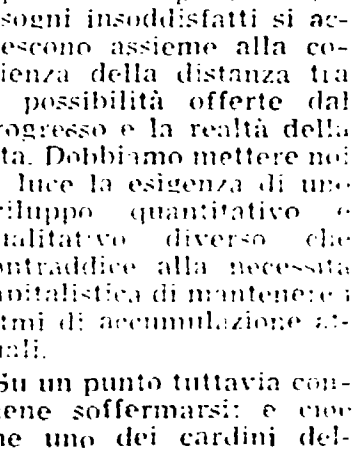 sogni insoddisfatti si ac-
escono assieme alla co-
ienza della distanza tra
possibilità offerte dal
rogresso e la realtà della
ta. Dobbiamo mettere noi
luce la esigenza di uno
riluppo quantitativo e
ualitativo diverso che
ontraddice alla necessità
apitalistica di mantenere i
tmi di accumulazione at-
uali.
Su un punto tuttavia con-
iene soffermarsi: e cioè
he uno dei cardini del-